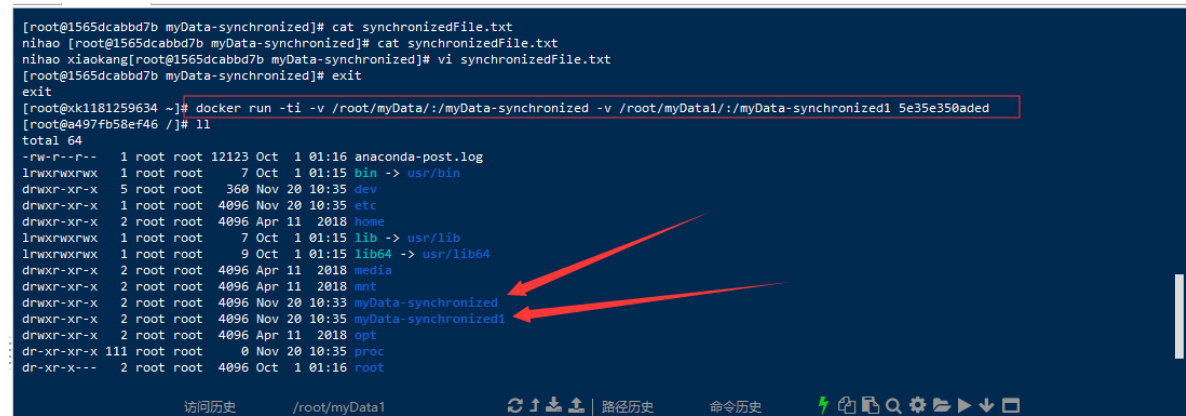 [root@1565dcabbd7b myData-synchronized]# cat synchronizedFile.txt
nihao [root@1565dcabbd7b myData-synchronized]# cat synchronizedFile.txt
nihao xiaokang[root@1565dcabbd7b myData-synchronized]# vi synchronizedFile.txt
[root@1565dcabbd7b myData-synchronized]# exit
exit
[root@xk1181259634 ~]# docker run -ti -v /root/myData/:/myData-synchronized -v /root/myData1/:/myData-synchronized1 5e35e350aded
[root@a497fb58ef46 /]# ll
total 64
-rw-r--r--   1 root root 12123 Oct  1 01:16 anaconda-post.log
lrwxrwxrwx   1 root root     7 Oct  1 01:15 bin -> usr/bin
drwxr-xr-x   5 root root   360 Nov 20 10:35 dev
drwxr-xr-x   1 root root  4096 Nov 20 10:35 etc
drwxr-xr-x   2 root root  4096 Apr 11  2018 home
lrwxrwxrwx   1 root root     7 Oct  1 01:15 lib -> usr/lib
lrwxrwxrwx   1 root root     9 Oct  1 01:15 lib64 -> usr/lib64
drwxr-xr-x   2 root root  4096 Apr 11  2018 media
drwxr-xr-x   2 root root  4096 Apr 11  2018 mnt
drwxr-xr-x   2 root root  4096 Nov 20 10:33 myData-synchronized
drwxr-xr-x   2 root root  4096 Nov 20 10:35 myData-synchronized1
drwxr-xr-x   2 root root  4096 Apr 11  2018 opt
dr-xr-xr-x 111 root root     0 Nov 20 10:35 proc
dr-xr-x---   2 root root  4096 Oct  1 01:16 root
访问历史 /root/myData1 路径历史 命令历史